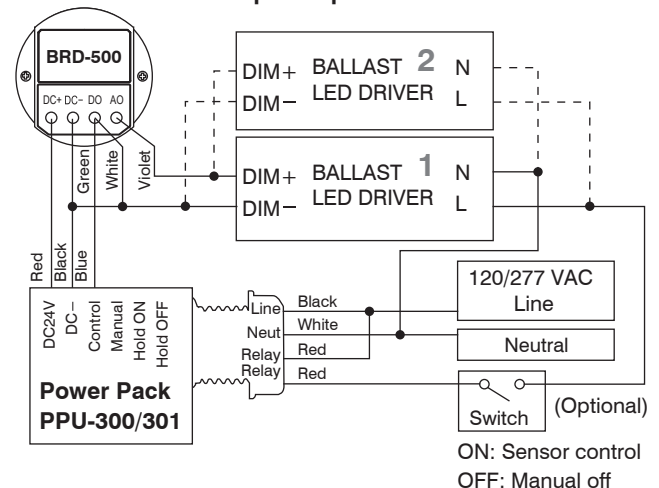 BRD-500
DC+ DC- DO AO
Green
White
Violet
Red
Black
Blue
DIM+ BALLAST 2 N
DIM- LED DRIVER L
DIM+ BALLAST 1 N
DIM- LED DRIVER L
DC24V
DC-
Control
Manual
Hold ON
Hold OFF
Power Pack
PPU-300/301
Line Black
Neut White
Relay Red
Relay Red
120/277 VAC
Line
Neutral
Switch (Optional)
ON: Sensor control
OFF: Manual off